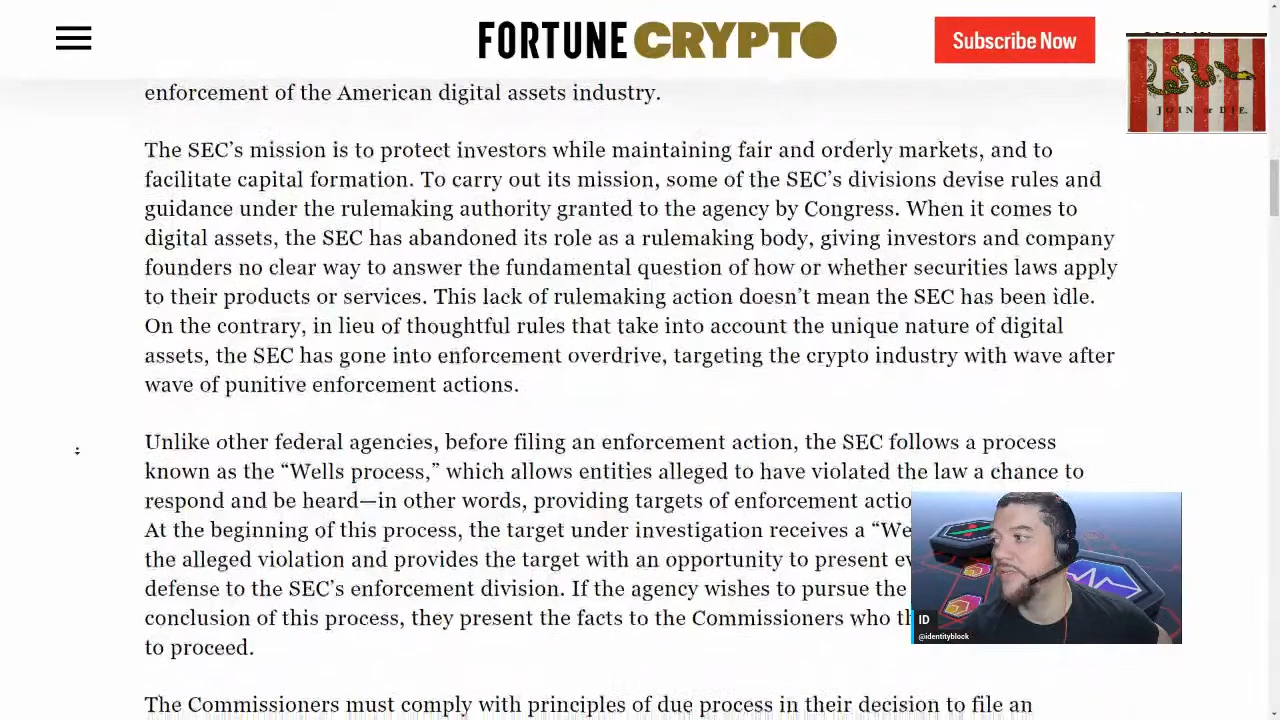 FORTUNE CRYPTO
Subscribe Now
JOIN or DIE.
enforcement of the American digital assets industry.
The SEC’s mission is to protect investors while maintaining fair and orderly markets, and to
facilitate capital formation. To carry out its mission, some of the SEC’s divisions devise rules and
guidance under the rulemaking authority granted to the agency by Congress. When it comes to
digital assets, the SEC has abandoned its role as a rulemaking body, giving investors and company
founders no clear way to answer the fundamental question of how or whether securities laws apply
to their products or services. This lack of rulemaking action doesn’t mean the SEC has been idle.
On the contrary, in lieu of thoughtful rules that take into account the unique nature of digital
assets, the SEC has gone into enforcement overdrive, targeting the crypto industry with wave after
wave of punitive enforcement actions.
Unlike other federal agencies, before filing an enforcement action, the SEC follows a process
known as the “Wells process,” which allows entities alleged to have violated the law a chance to
respond and be heard—in other words, providing targets of enforcement
At the beginning of this process, the target under investigation receives a
the alleged violation and provides the target with an opportunity to present
defense to the SEC’s enforcement division. If the agency wishes to pursue the
conclusion of this process, they present the facts to the Commissioners who
to proceed.
ID
@identityblock
The Commissioners must comply with principles of due process in their decision to file an